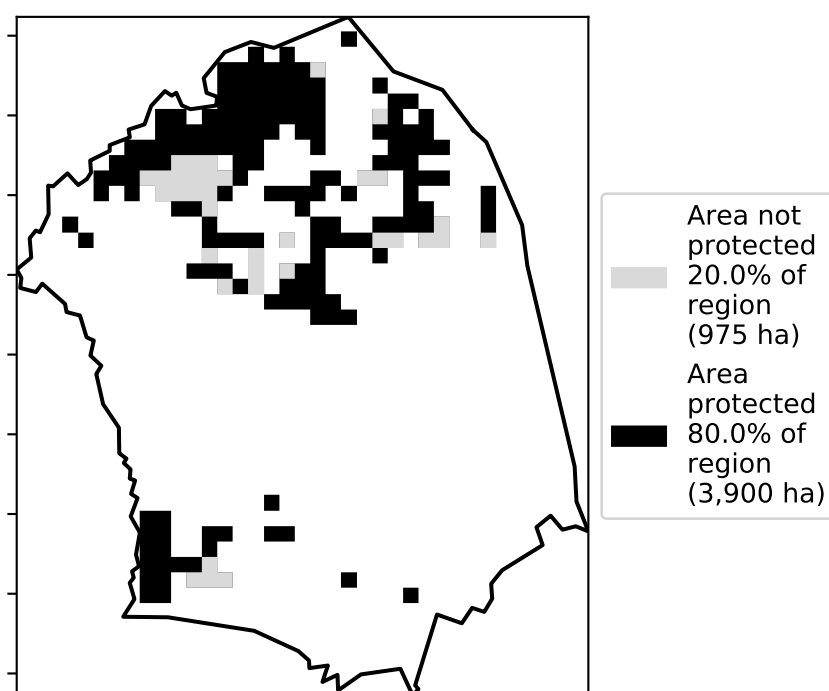 Area not
protected
20.0% of
region
(975 ha)
Area
protected
80.0% of
region
(3,900 ha)